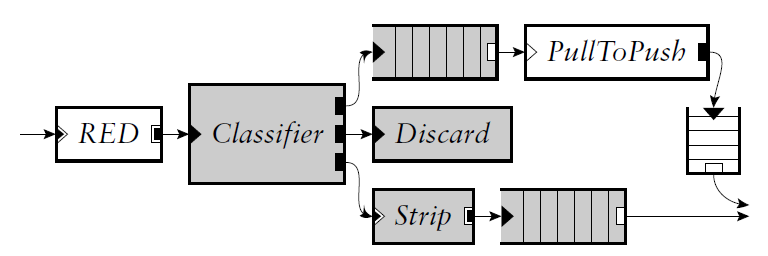 PullToPush
RED
Classifier
Discard
Strip